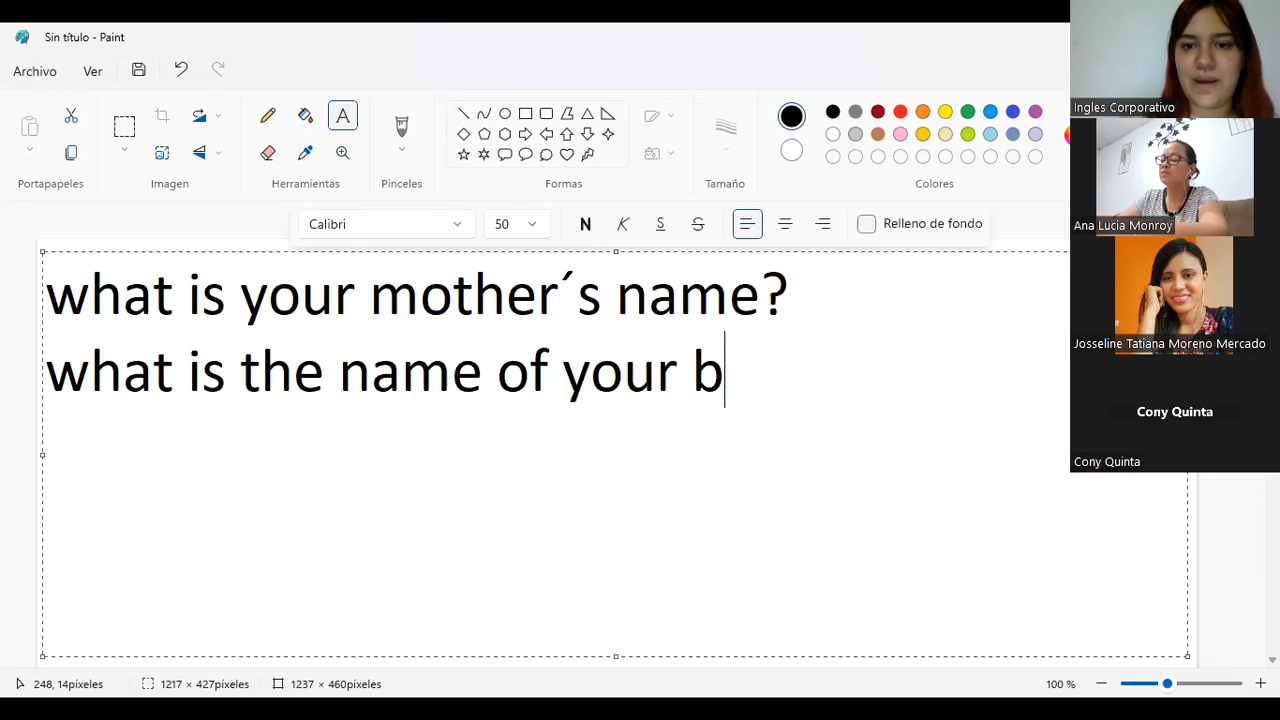 Sin título - Paint
Archivo
Ver
Portapapeles
Imagen
Herramientas
Pinceles
Formas
Tamaño
Colores
Calibri
50
N
K
S
S
Relleno de fondo
what is your mother´s name?
what is the name of your b
Ingles Corporativo
Ana Lucia Monroy
Josseline Tatiana Moreno Mercado
Cony Quinta
Cony Quinta
248, 14píxeles
1217 × 427píxeles
1237 × 460píxeles
100 %